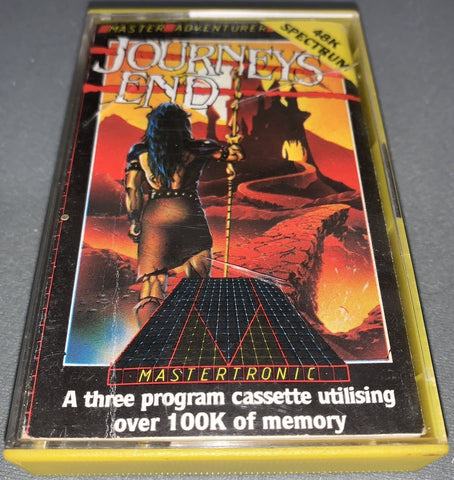 MASTER ADVENTURER
48K
SPECTRUM
JOURNEYS
END
MASTERTRONIC
A three program cassette utilising
over 100K of memory